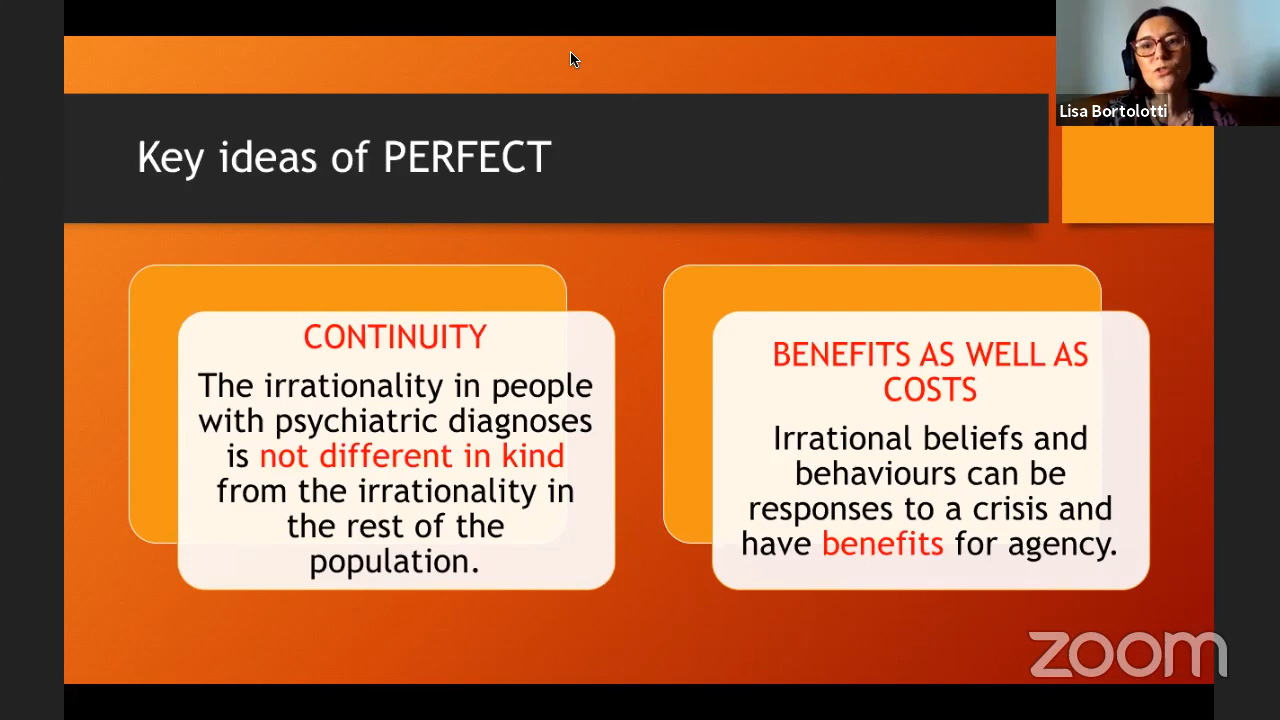 Lisa Bortolotti
Key ideas of PERFECT
CONTINUITY
The irrationality in people
with psychiatric diagnoses
is not different in kind
from the irrationality in
the rest of the
population.
BENEFITS AS WELL AS
COSTS
Irrational beliefs and
behaviours can be
responses to a crisis and
have benefits for agency.
zoom